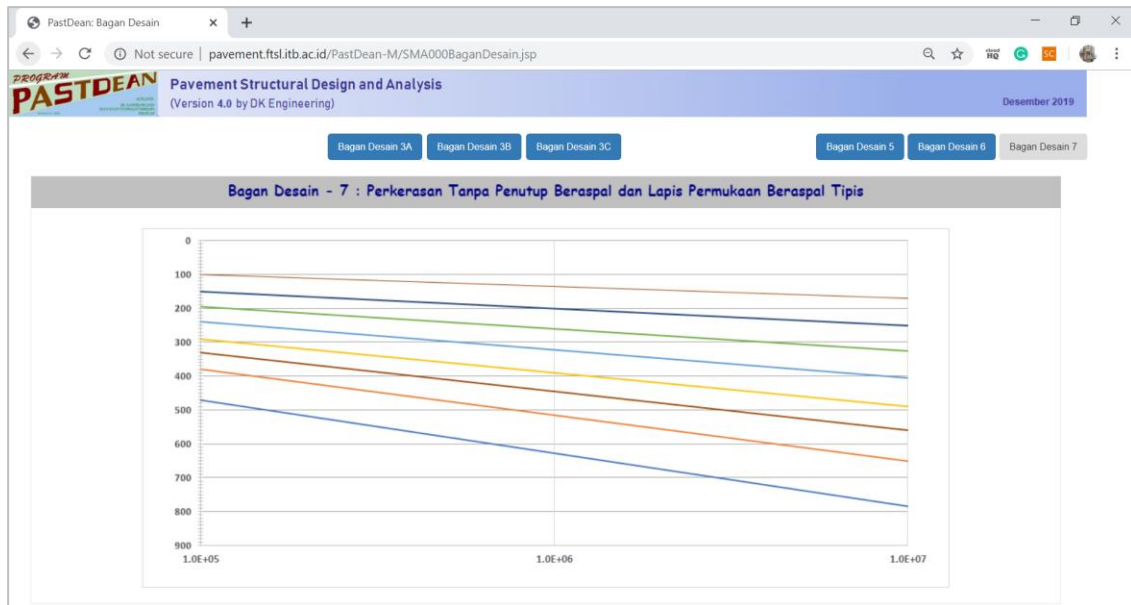 PastDean: Bagan Desain
Not secure | pavement.ftsl.itb.ac.id/PastDean-M/SMA000BaganDesain.jsp
PROGRAM
PASTDEAN
Pavement Structural Design and Analysis
(Version 4.0 by DK Engineering)
Desember 2019
Bagan Desain 3A
Bagan Desain 3B
Bagan Desain 3C
Bagan Desain 5
Bagan Desain 6
Bagan Desain 7
Bagan Desain - 7 : Perkerasan Tanpa Penutup Beraspal dan Lapis Permukaan Beraspal Tipis
0
100
200
300
400
500
600
700
800
900
1.0E+05
1.0E+06
1.0E+07